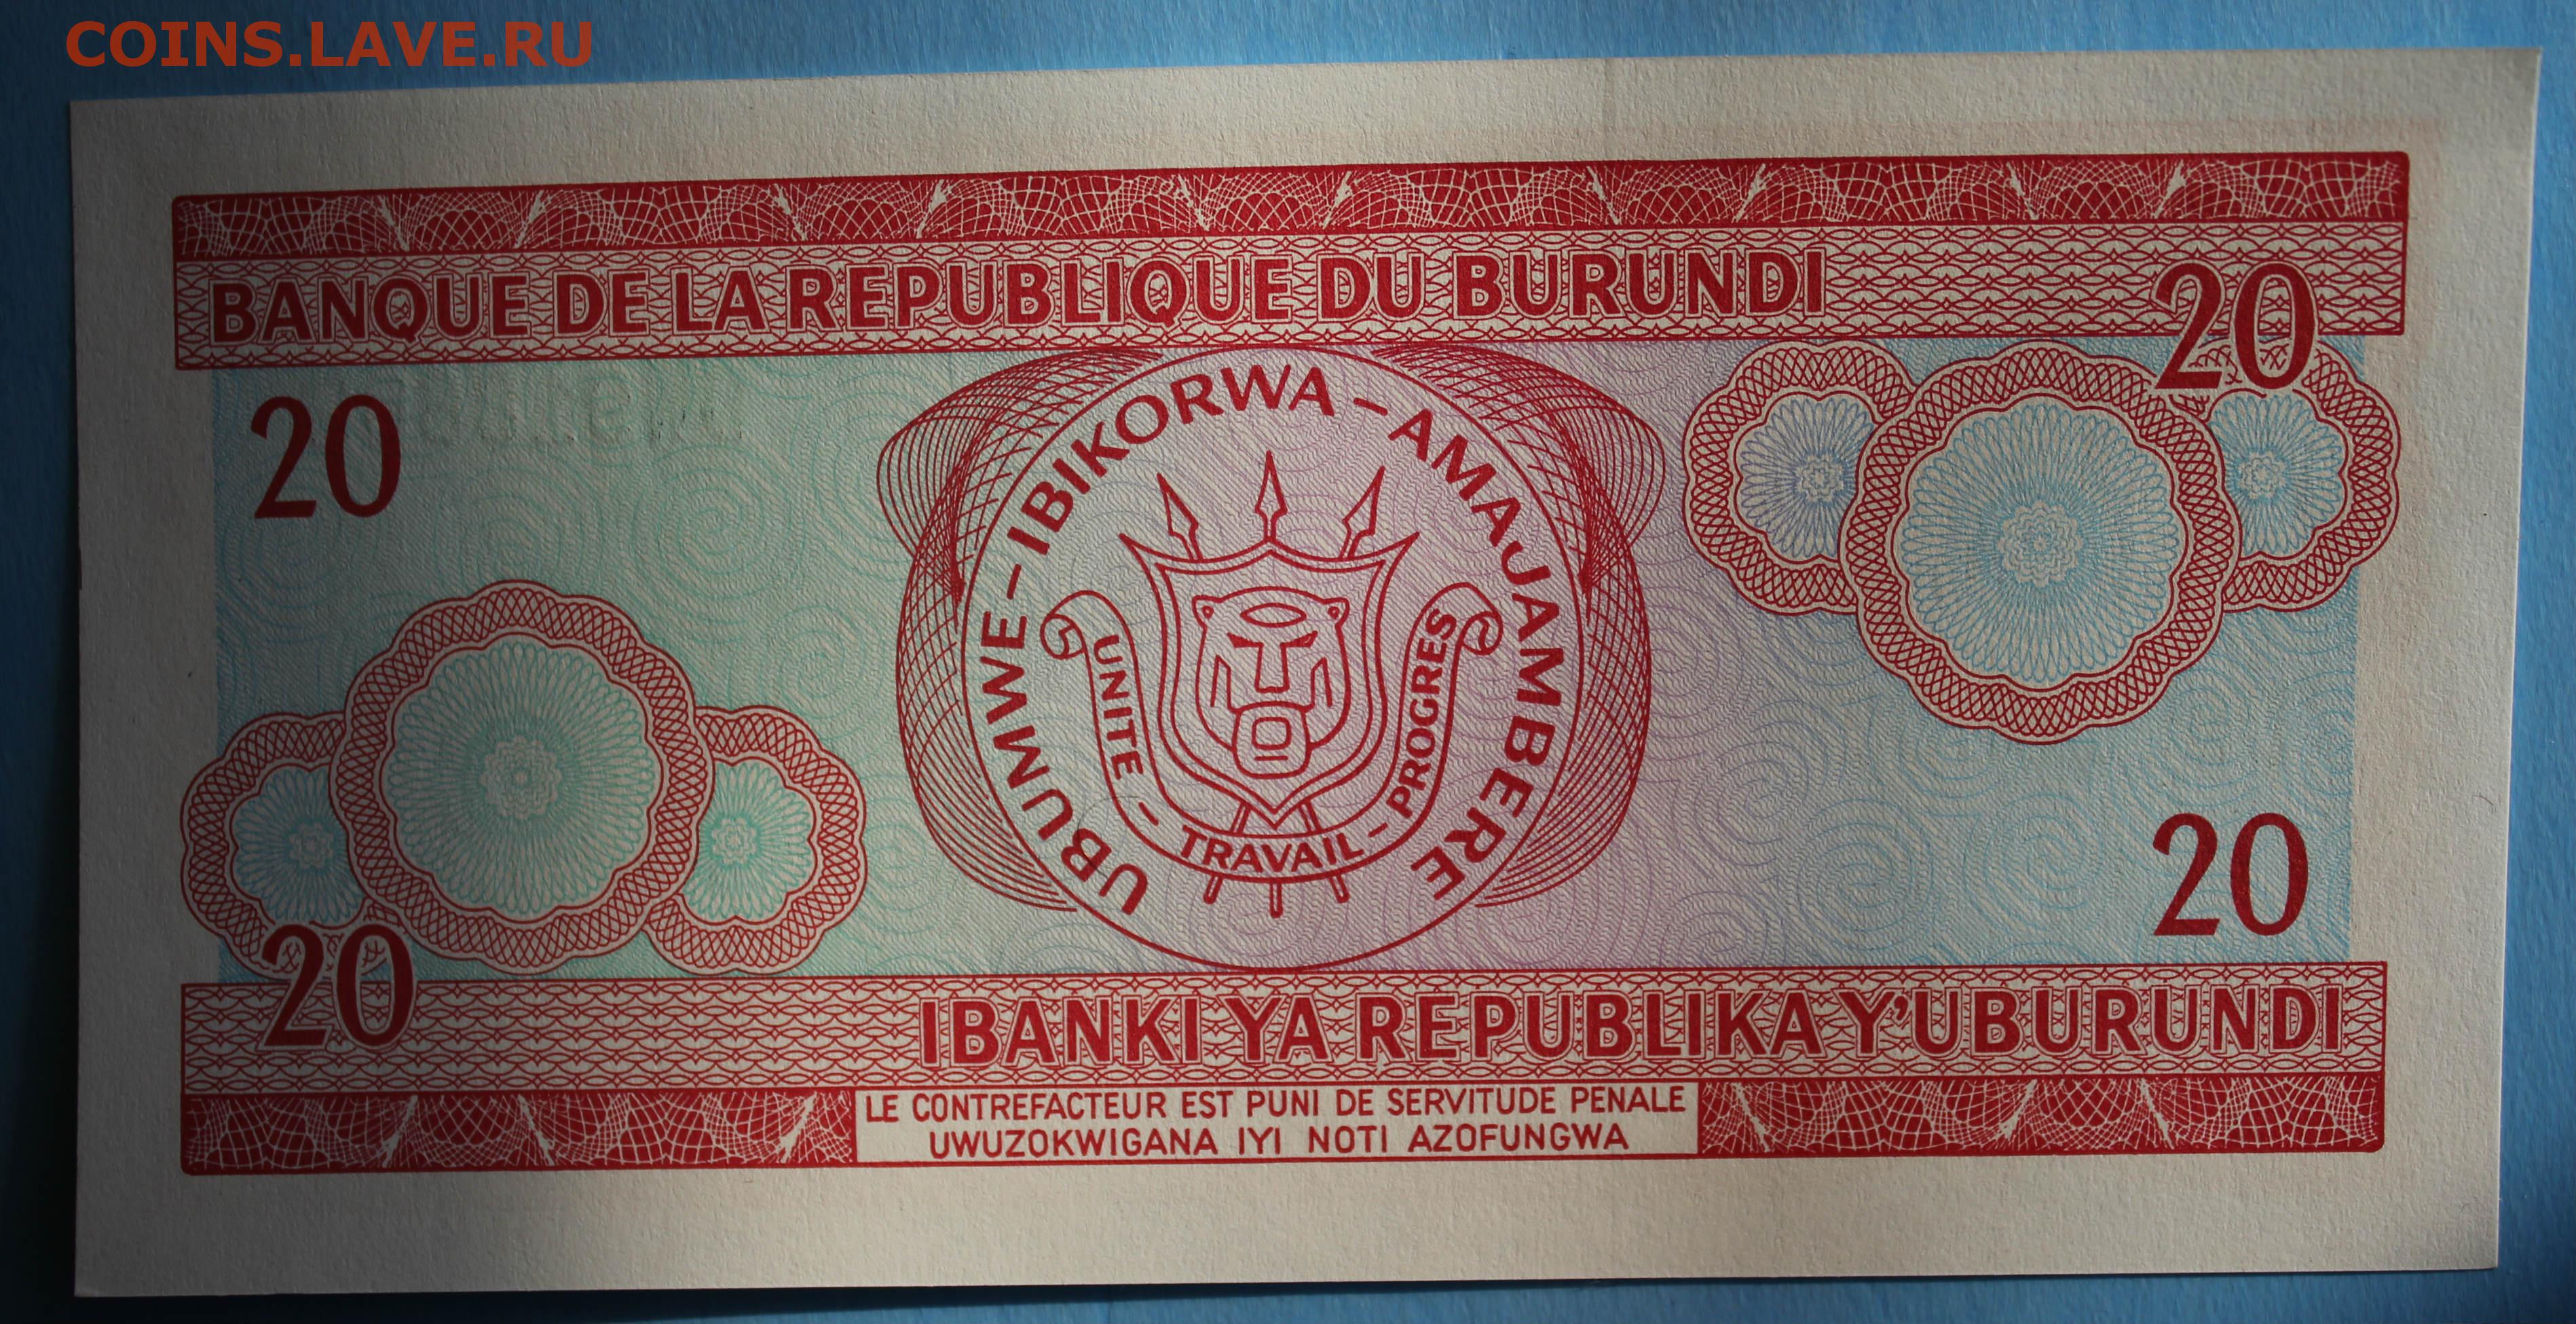 COINS.LAVE.RU
BANQUE DE LA REPUBLIQUE DU BURUNDI
20
20
UBUMWE - IBIKORWA - AMAJAMBERE
UNITE - TRAVAIL - PROGRES
20
20
IBANKI YA REPUBLIKA Y'UBURUNDI
LE CONTREFACTEUR EST PUNI DE SERVITUDE PENALE
UWUZOKWIGANA IYI NOTI AZOFUNGWA